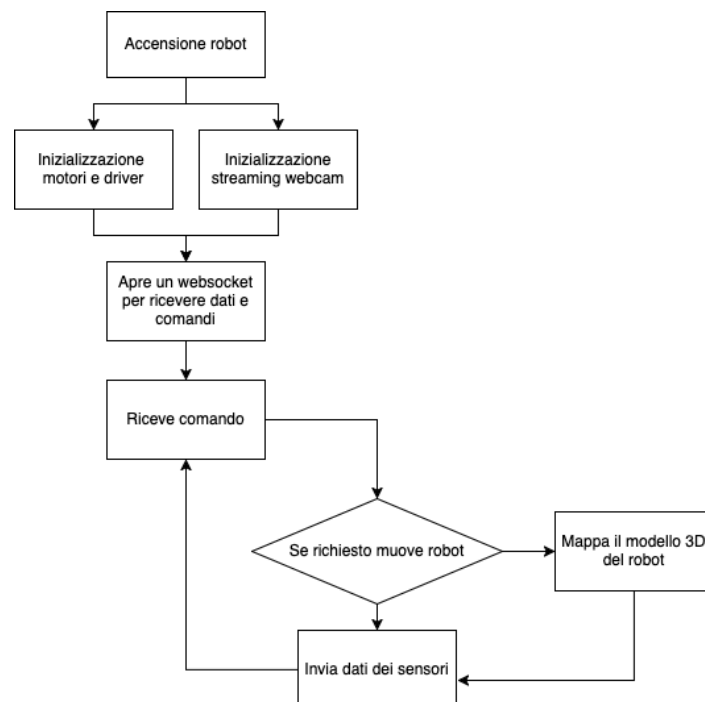 Accensione robot
Inizializzazione
motori e driver
Inizializzazione
streaming webcam
Apre un websocket
per ricevere dati e
comandi
Riceve comando
Se richiesto muove robot
Mappa il modello 3D
del robot
Invia dati dei sensori